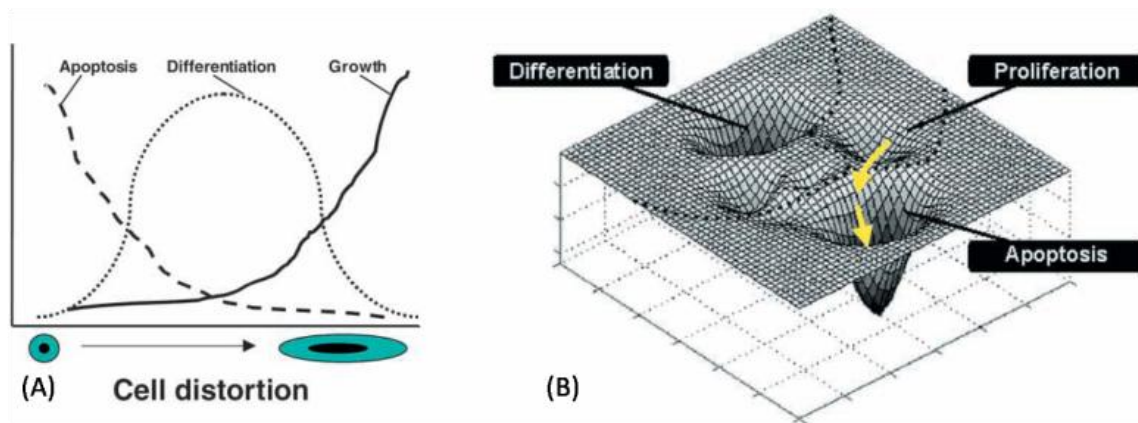 Apoptosis Differentiation Growth
(A) Cell distortion
Differentiation
Proliferation
Apoptosis
(B)